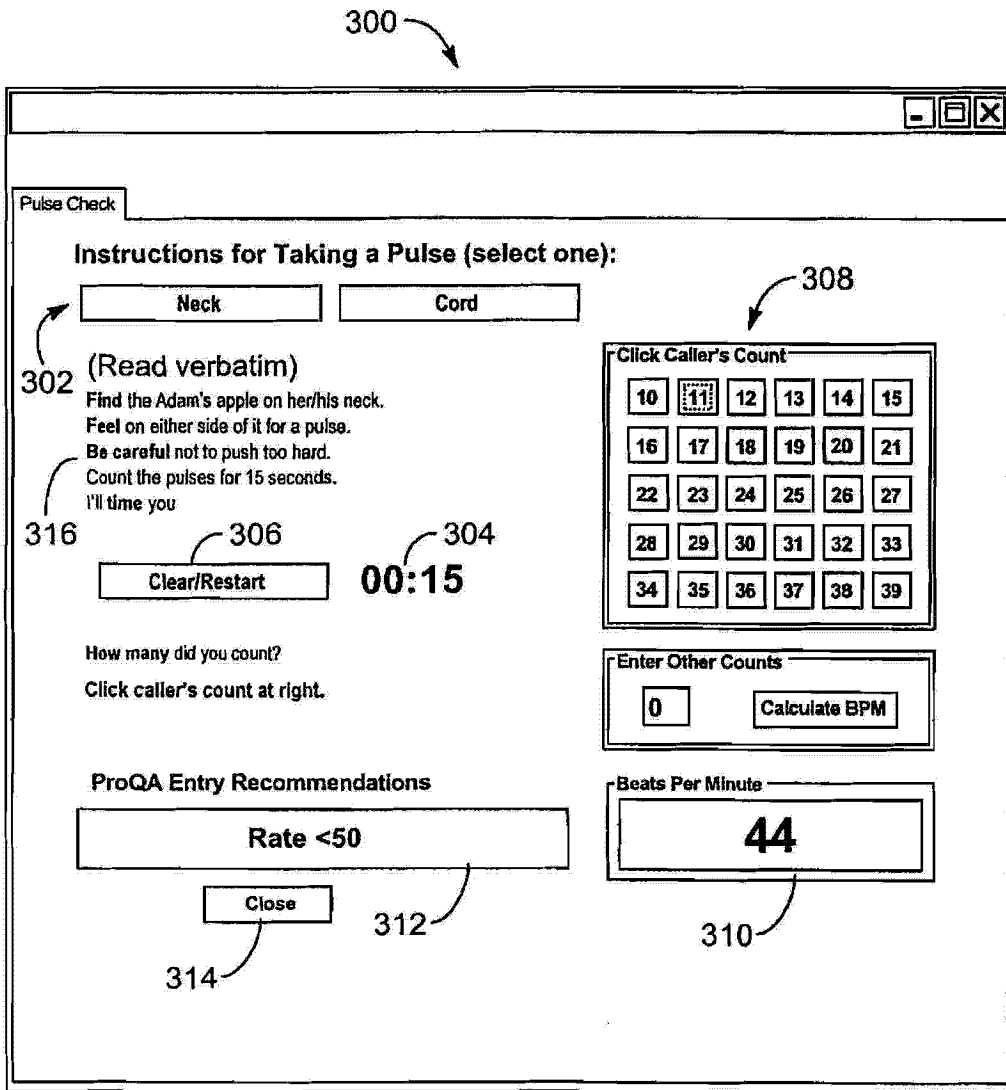 300
Pulse Check
Instructions for Taking a Pulse (select one):
Neck
Cord
302
308
(Read verbatim)
Find the Adam's apple on her/his neck.
Feel on either side of it for a pulse.
Be careful not to push too hard.
Count the pulses for 15 seconds.
I'll time you
316
306
304
Clear/Restart
00:15
Click Caller's Count
10 11 12 13 14 15
16 17 18 19 20 21
22 23 24 25 26 27
28 29 30 31 32 33
34 35 36 37 38 39
How many did you count?
Click caller's count at right.
Enter Other Counts
0
Calculate BPM
ProQA Entry Recommendations
Rate <50
Beats Per Minute
44
Close
312
310
314